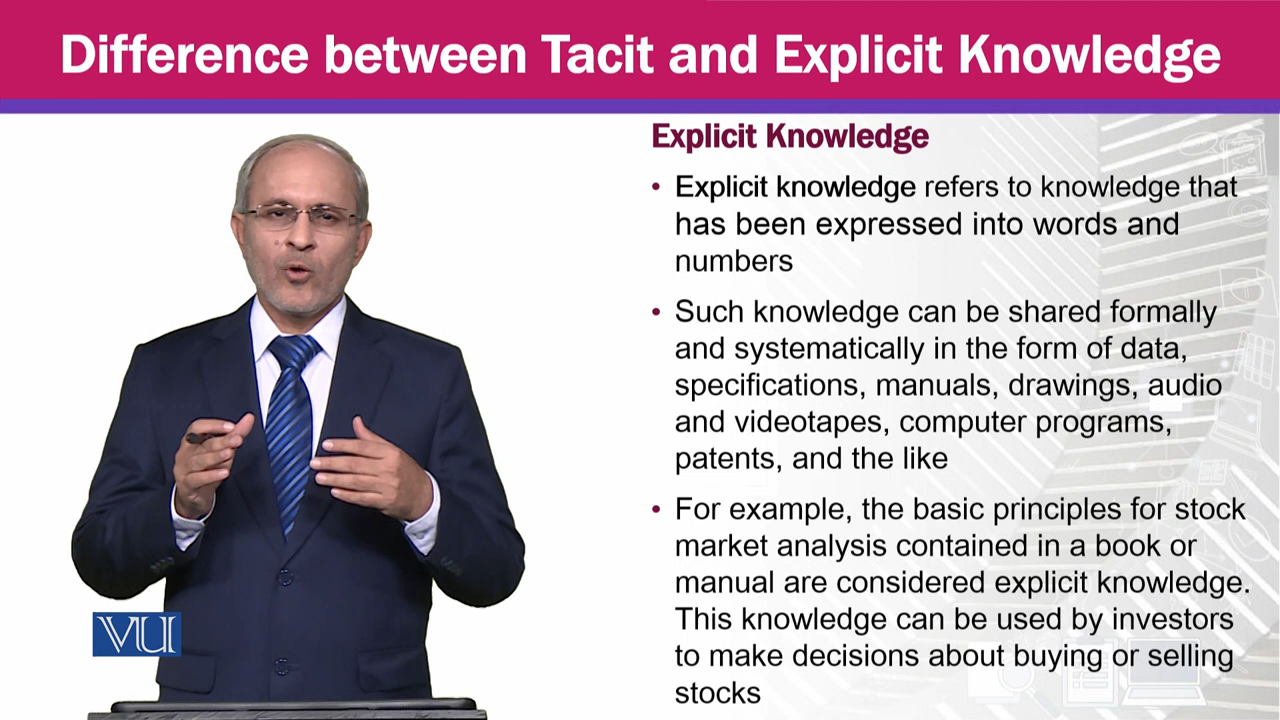 Difference between Tacit and Explicit Knowledge
Explicit Knowledge
• Explicit knowledge refers to knowledge that
has been expressed into words and
numbers
• Such knowledge can be shared formally
and systematically in the form of data,
specifications, manuals, drawings, audio
and videotapes, computer programs,
patents, and the like
• For example, the basic principles for stock
market analysis contained in a book or
manual are considered explicit knowledge.
This knowledge can be used by investors
to make decisions about buying or selling
stocks
VU